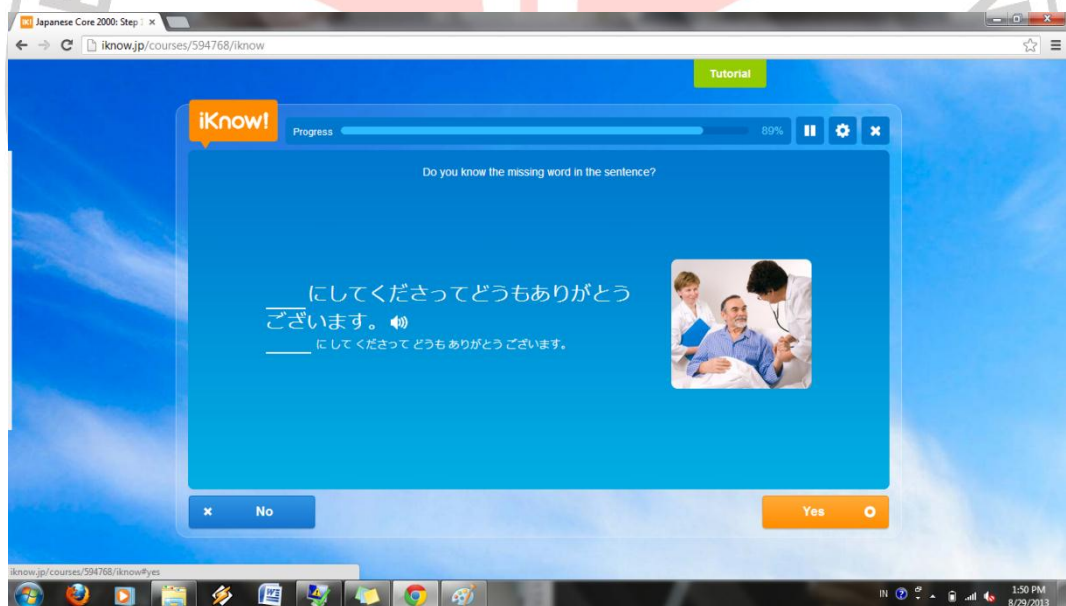 Japanese Core 2000: Step
iknow.jp/courses/594768/iknow
Tutorial
iKnow!
Progress 89%
Do you know the missing word in the sentence?
____にしてくださってどうもありがとう
ございます。
_____ に して くださって どうも ありがとう ございます。
No
Yes
iknow.jp/courses/594768/iknow#yes
IN
1:50 PM
8/29/2013